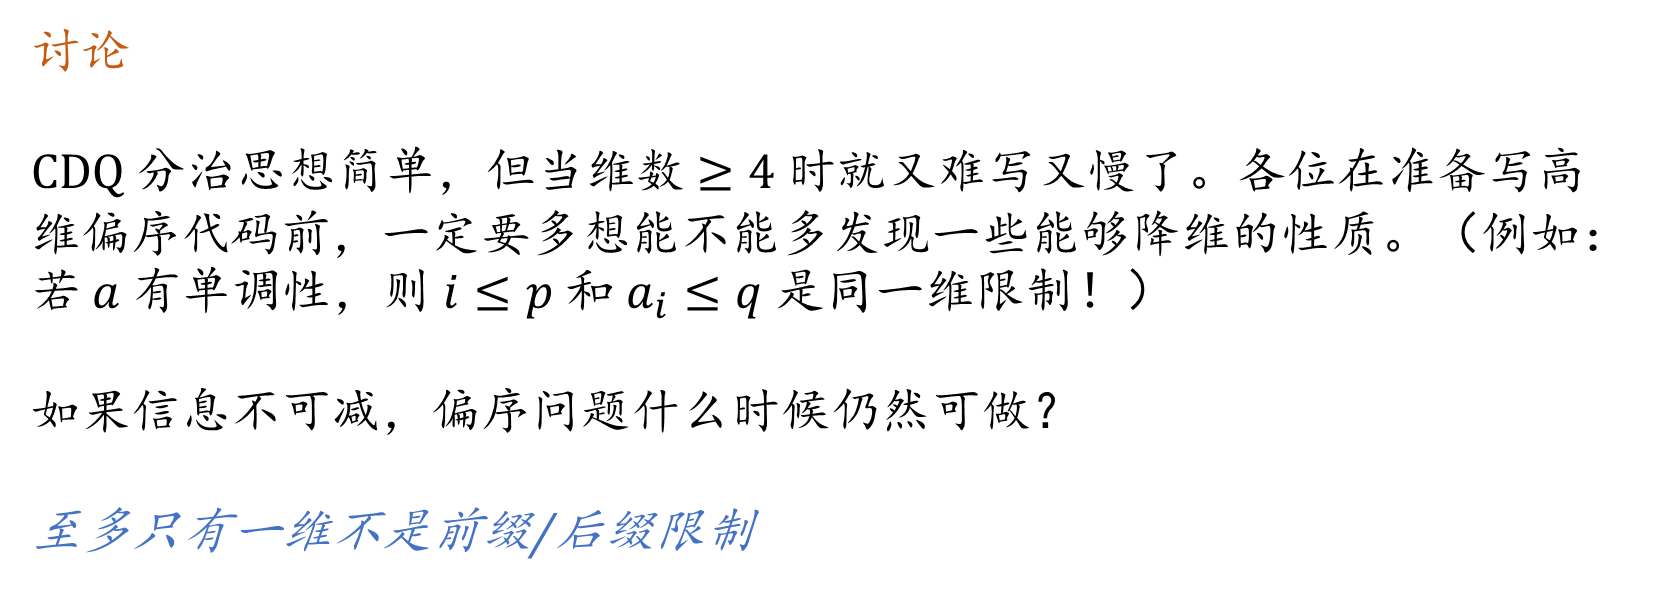 讨论
CDQ 分治思想简单，但当维数 ≥ 4 时就又难写又慢了。各位在准备写高
维偏序代码前，一定要多想能不能多发现一些能够降维的性质。（例如：
若 a 有单调性，则 i ≤ p 和 aᵢ ≤ q 是同一维限制！）
如果信息不可减，偏序问题什么时候仍然可做？
至多只有一维不是前缀/后缀限制